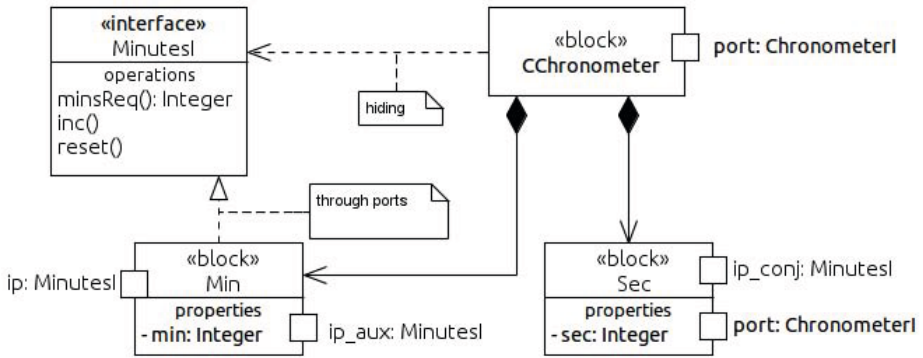 «interface»
MinutesI
operations
minsReq(): Integer
inc()
reset()
«block»
CChronometer
port: ChronometerI
hiding
through ports
«block»
Min
properties
- min: Integer
ip: MinutesI
ip_aux: MinutesI
«block»
Sec
properties
- sec: Integer
ip_conj: MinutesI
port: ChronometerI